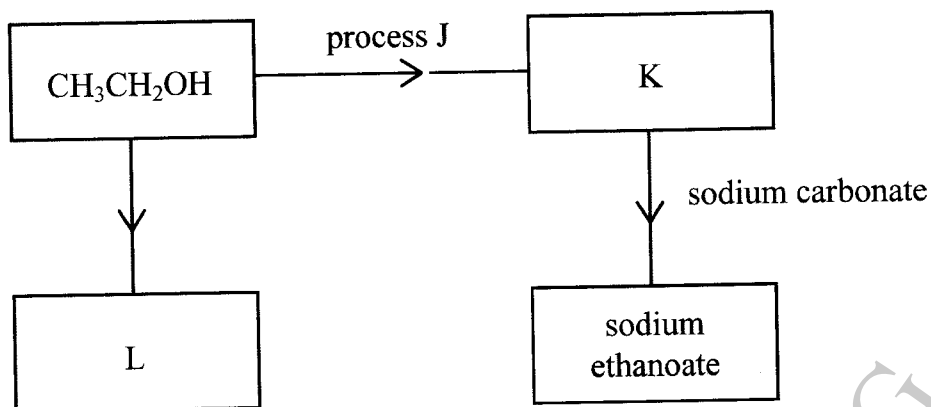 process J
CH₃CH₂OH
K
sodium carbonate
L
sodium
ethanoate